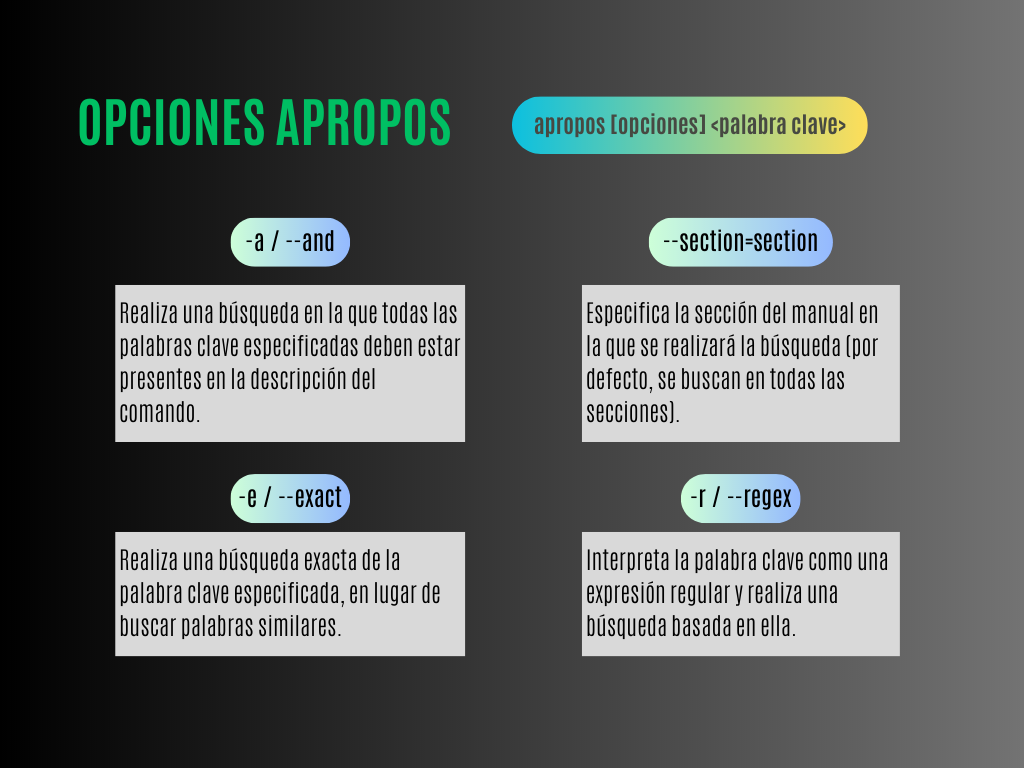 OPCIONES APROPOS
apropos [opciones] <palabra clave>
-a / --and
Realiza una búsqueda en la que todas las
palabras clave especificadas deben estar
presentes en la descripción del
comando.
--section=section
Especifica la sección del manual en
la que se realizará la búsqueda (por
defecto, se buscan en todas las
secciones).
-e / --exact
Realiza una búsqueda exacta de la
palabra clave especificada, en lugar de
buscar palabras similares.
-r / --regex
Interpreta la palabra clave como una
expresión regular y realiza una
búsqueda basada en ella.